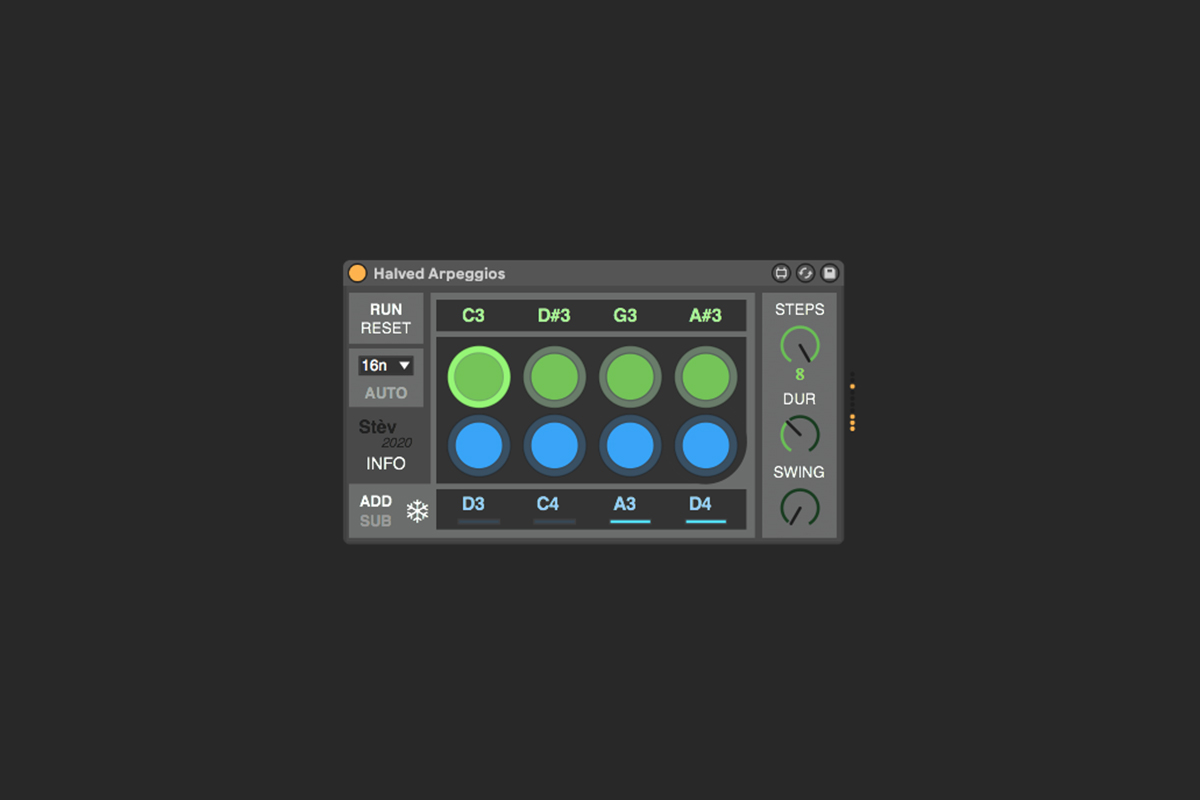 Halved Arpeggios
RUN
RESET
16n
AUTO
Stèv
2020
INFO
ADD
SUB
C3 D#3 G3 A#3
D3 C4 A3 D4
STEPS
8
DUR
SWING